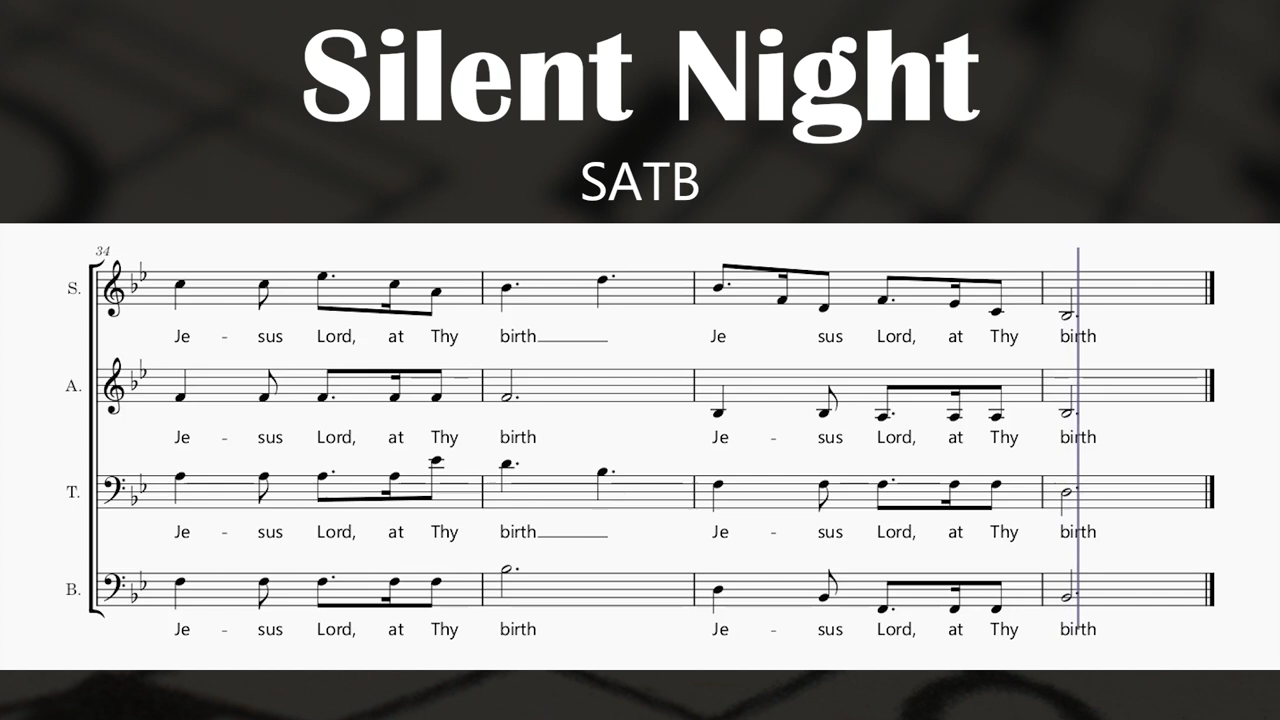 Silent Night
SATB
34
S.
Je - sus Lord, at Thy birth____ Je sus Lord, at Thy birth
A.
Je - sus Lord, at Thy birth Je - sus Lord, at Thy birth
T.
Je - sus Lord, at Thy birth____ Je - sus Lord, at Thy birth
B.
Je - sus Lord, at Thy birth Je - sus Lord, at Thy birth